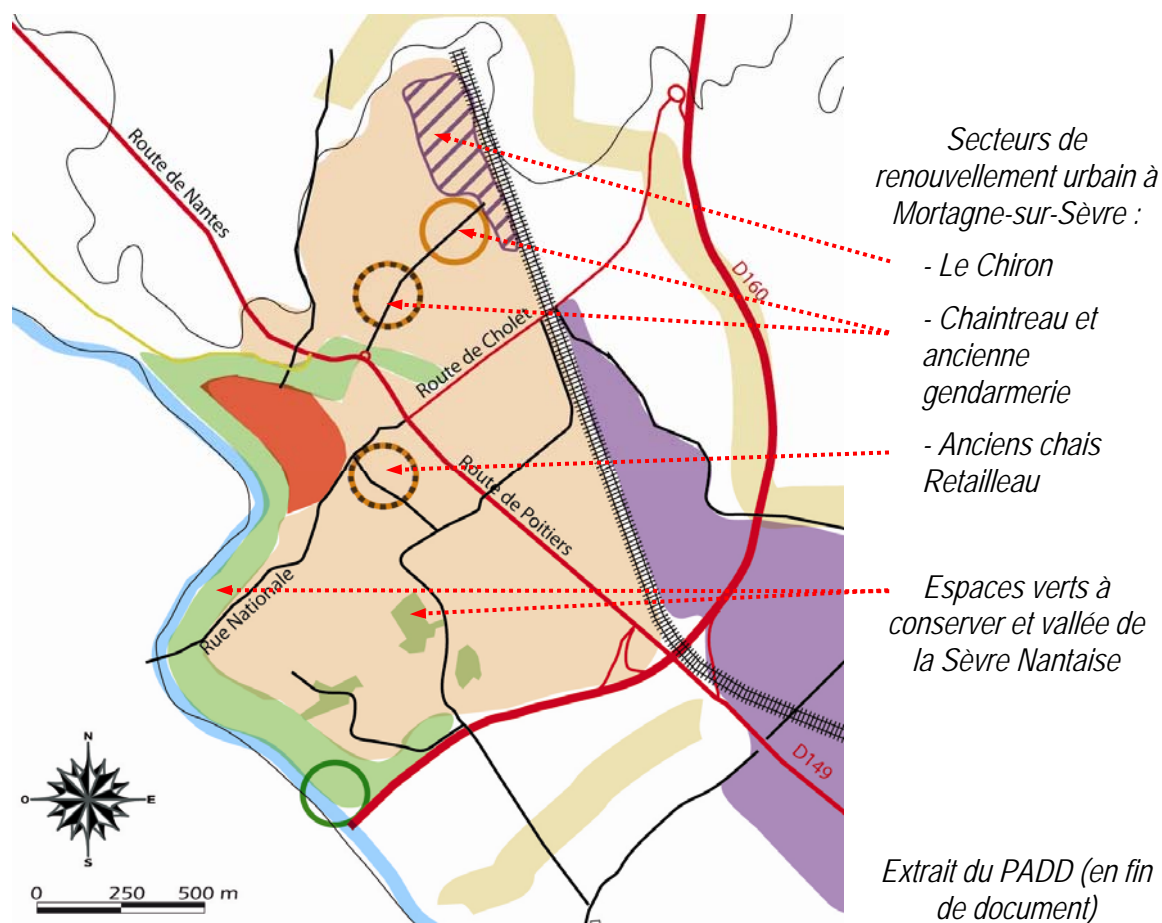 Route de Nantes
D160
Route de Cholet
Route de Poitiers
Rue Nationale
D149
N
O
E
S
0 250 500 m
Secteurs de
renouvellement urbain à
Mortagne-sur-Sèvre :
- Le Chiron
- Chaintreau et
ancienne
gendarmerie
- Anciens chais
Retailleau
Espaces verts à
conserver et vallée de
la Sèvre Nantaise
Extrait du PADD (en fin
de document)